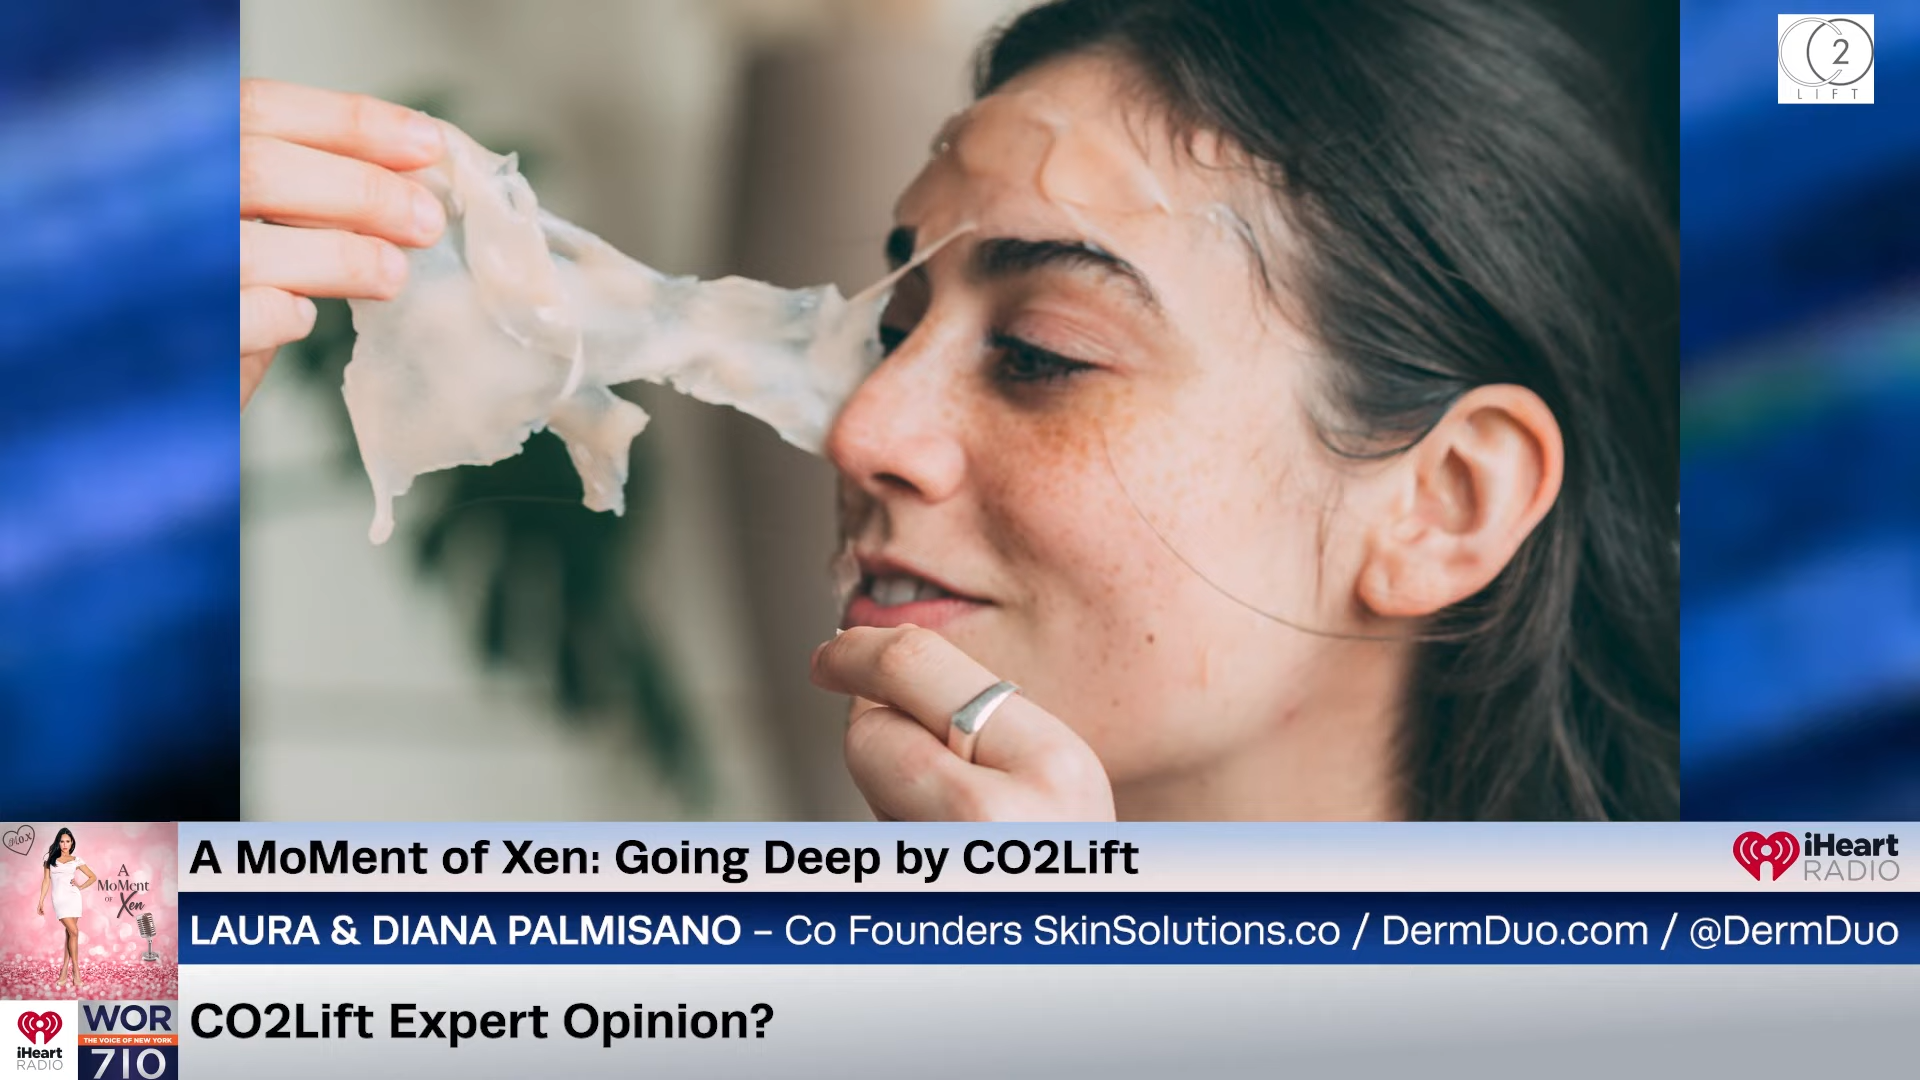 CO2
LIFT
A MoMent of Xen: Going Deep by CO2Lift
iHeart
RADIO
LAURA & DIANA PALMISANO – Co Founders SkinSolutions.co / DermDuo.com / @DermDuo
CO2Lift Expert Opinion?
M.O.X
A
MoMent
OF
Xen
iHeart
RADIO
WOR
THE VOICE OF NEW YORK
710